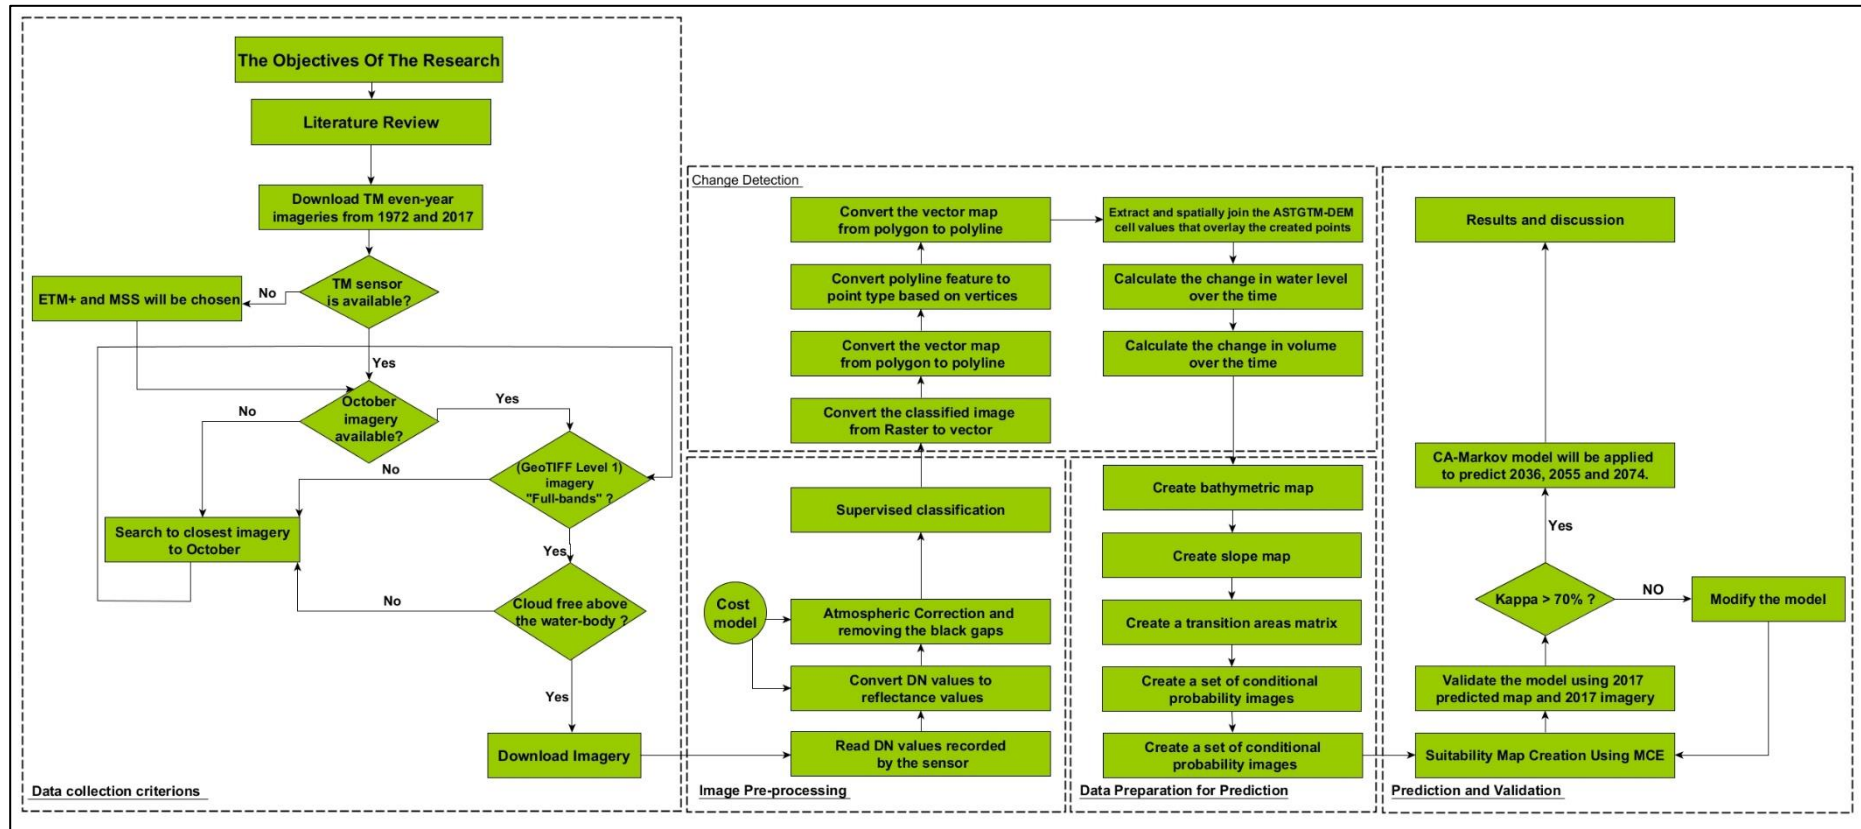 The Objectives Of The Research
Literature Review
Download TM even-year
imageries from 1972 and 2017
TM sensor
is available?
No
ETM+ and MSS will be chosen
Yes
October
imagery
available?
No
Yes
(GeoTIFF Level 1)
imagery
"Full-bands" ?
No
Search to closest imagery
to October
Yes
Cloud free above
the water-body ?
No
Yes
Download Imagery
Data collection criterions
Change Detection
Convert the vector map
from polygon to polyline
Convert polyline feature to
point type based on vertices
Convert the vector map
from polygon to polyline
Convert the classified image
from Raster to vector
Extract and spatially join the ASTGTM-DEM
cell values that overlay the created points
Calculate the change in water level
over the time
Calculate the change in volume
over the time
Supervised classification
Cost
model
Atmospheric Correction and
removing the black gaps
Convert DN values to
reflectance values
Read DN values recorded
by the sensor
Image Pre-processing
Create bathymetric map
Create slope map
Create a transition areas matrix
Create a set of conditional
probability images
Create a set of conditional
probability images
Data Preparation for Prediction
Results and discussion
CA-Markov model will be applied
to predict 2036, 2055 and 2074.
Yes
Kappa > 70% ?
NO
Modify the model
Validate the model using 2017
predicted map and 2017 imagery
Suitability Map Creation Using MCE
Prediction and Validation